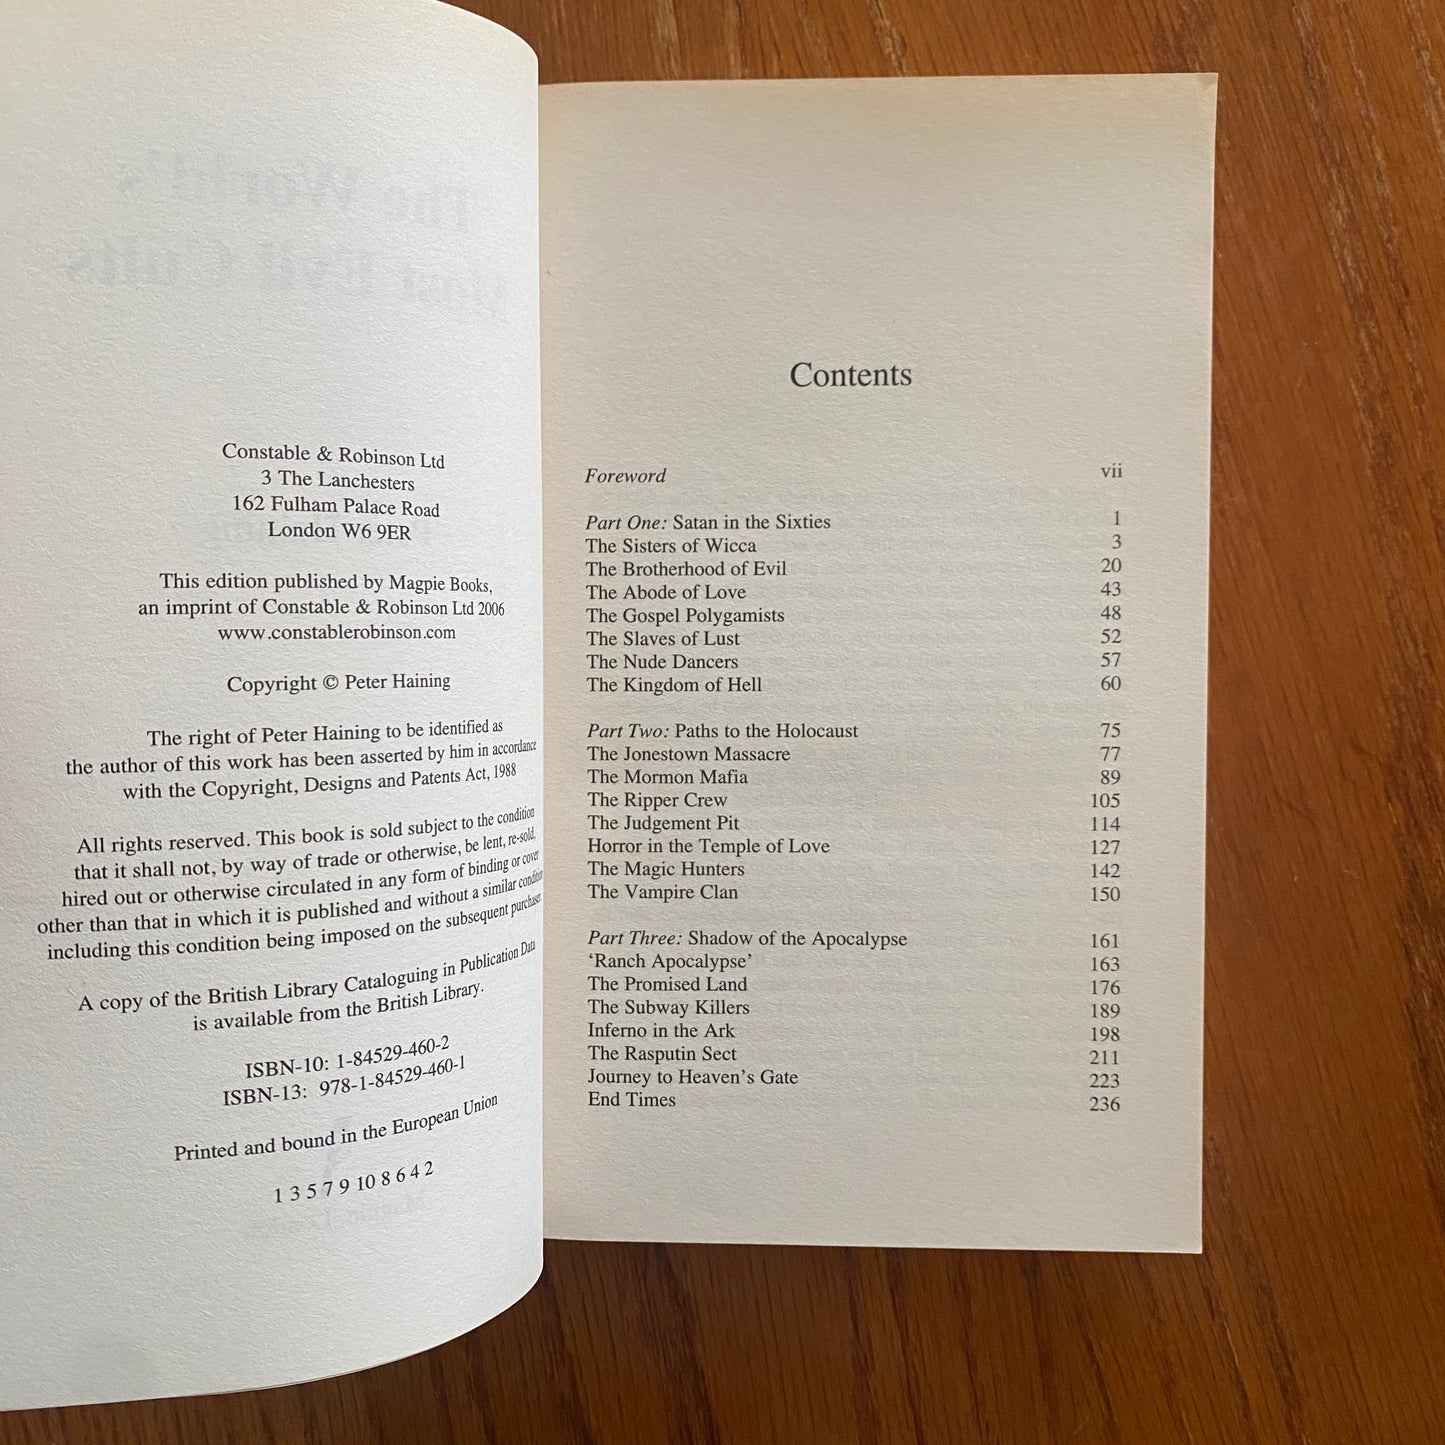 The World's
Most Evil Cults
Constable & Robinson Ltd
3 The Lanchesters
162 Fulham Palace Road
London W6 9ER
This edition published by Magpie Books,
an imprint of Constable & Robinson Ltd 2006
www.constablerobinson.com
Copyright © Peter Haining
The right of Peter Haining to be identified as
the author of this work has been asserted by him in accordance
with the Copyright, Designs and Patents Act, 1988
All rights reserved. This book is sold subject to the condition
that it shall not, by way of trade or otherwise, be lent, re-sold,
hired out or otherwise circulated in any form of binding or cover
other than that in which it is published and without a similar condition
including this condition being imposed on the subsequent purchaser.
A copy of the British Library Cataloguing in Publication Data
is available from the British Library.
ISBN-10: 1-84529-460-2
ISBN-13: 978-1-84529-460-1
Printed and bound in the European Union
1 3 5 7 9 10 8 6 4 2
Contents
Foreword vii
Part One: Satan in the Sixties 1
The Sisters of Wicca 3
The Brotherhood of Evil 20
The Abode of Love 43
The Gospel Polygamists 48
The Slaves of Lust 52
The Nude Dancers 57
The Kingdom of Hell 60
Part Two: Paths to the Holocaust 75
The Jonestown Massacre 77
The Mormon Mafia 89
The Ripper Crew 105
The Judgement Pit 114
Horror in the Temple of Love 127
The Magic Hunters 142
The Vampire Clan 150
Part Three: Shadow of the Apocalypse 161
‘Ranch Apocalypse’ 163
The Promised Land 176
The Subway Killers 189
Inferno in the Ark 198
The Rasputin Sect 211
Journey to Heaven’s Gate 223
End Times 236